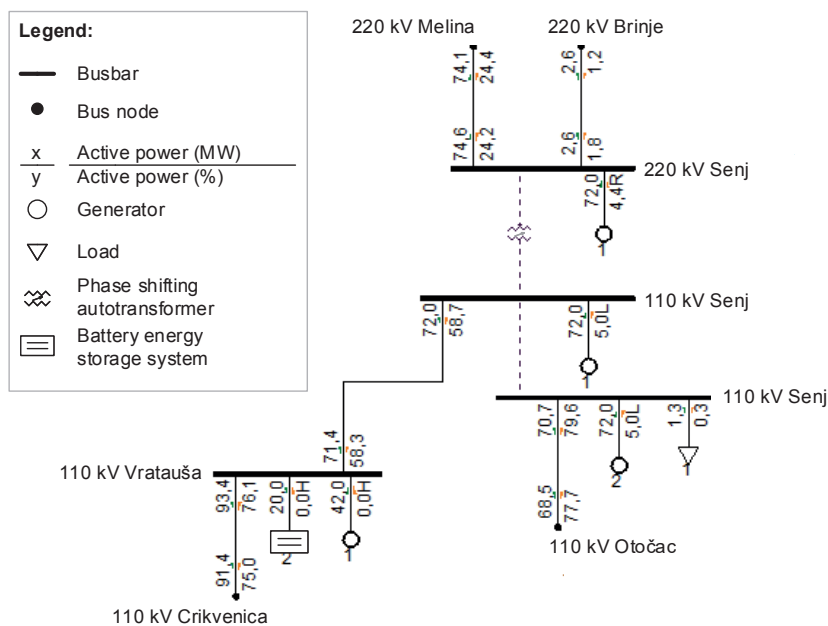 Legend:
Busbar
Bus node
x Active power (MW)
y Active power (%)
Generator
Load
Phase shifting
autotransformer
Battery energy
storage system
220 kV Melina
220 kV Brinje
74,1
24,4
2,6
1,2
74,6
24,2
2,6
1,8
220 kV Senj
72,0
4,4R
1
110 kV Senj
72,0
58,7
72,0
5,0L
1
110 kV Senj
70,7
79,6
72,0
5,0L
1,3
0,3
2
1
68,5
77,7
110 kV Otočac
71,4
58,3
110 kV Vratauša
93,4
76,1
20,0
0,0H
42,0
0,0H
2
1
91,4
75,0
110 kV Crikvenica